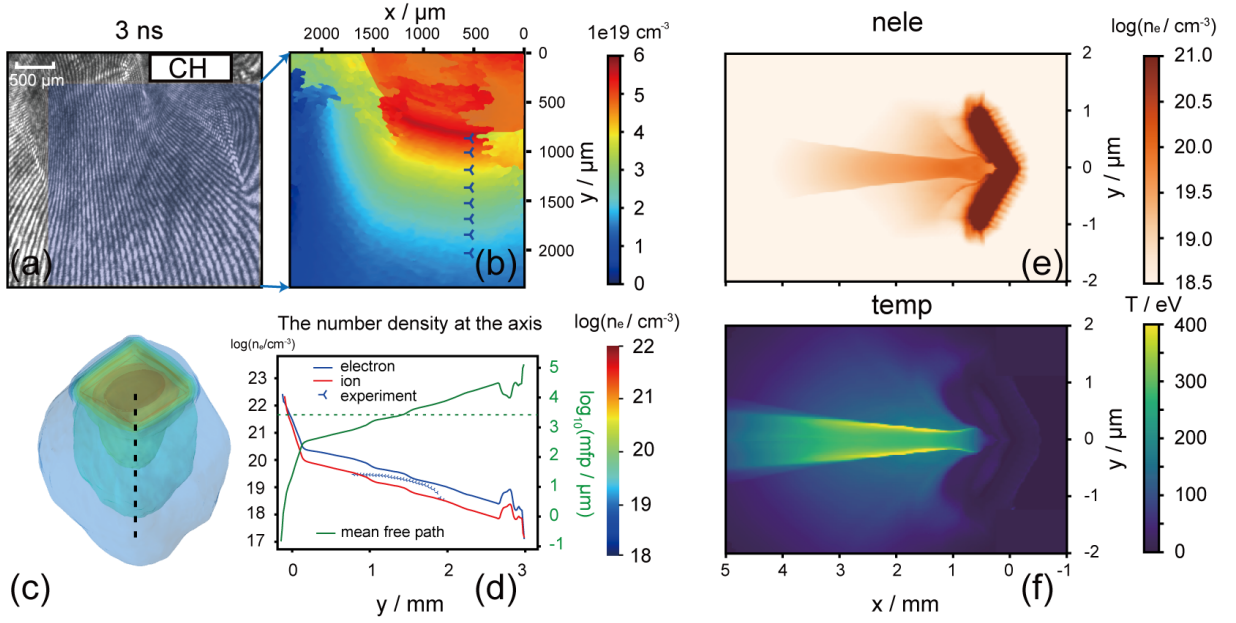 3 ns
CH
500 μm
(a)
x / μm
2000 1500 1000 500
0
500
1000
1500
2000
y / μm
(b)
1e19 cm⁻³
6
5
4
3
2
1
0
nele
2
1
0
-1
-2
y / μm
(e)
log(nₑ / cm⁻³)
21.0
20.5
20.0
19.5
19.0
18.5
(c)
The number density at the axis
log(nₑ/cm⁻³)
23
22
21
20
19
18
17
electron
ion
experiment
mean free path
0 1 2 3
y / mm
(d)
5
4
3
2
1
0
-1
log₁₀(mfp / μm)
log(nₑ / cm⁻³)
22
21
20
19
18
temp
2
1
0
-1
-2
y / μm
5 4 3 2 1 0 -1
x / mm
(f)
T / eV
400
300
200
100
0